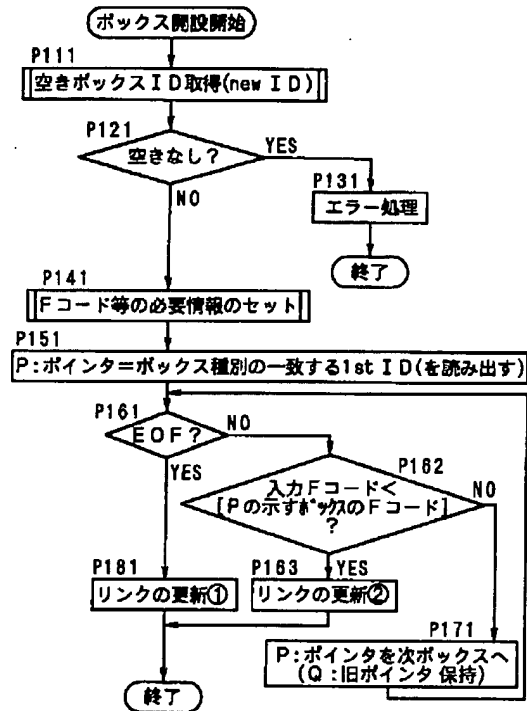 ボックス開設開始
P111
空きボックスID取得(new ID)
P121
空きなし?
YES
NO
P131
エラー処理
終了
P141
Fコード等の必要情報のセット
P151
P:ポインタ=ボックス種別の一致する1st ID(を読み出す)
P161
EOF?
NO
YES
P162
入力Fコード<
[Pの示すボックスのFコード]
?
NO
YES
P181
リンクの更新①
P163
リンクの更新②
P171
P:ポインタを次ボックスへ
(Q:旧ポインタ保持)
終了